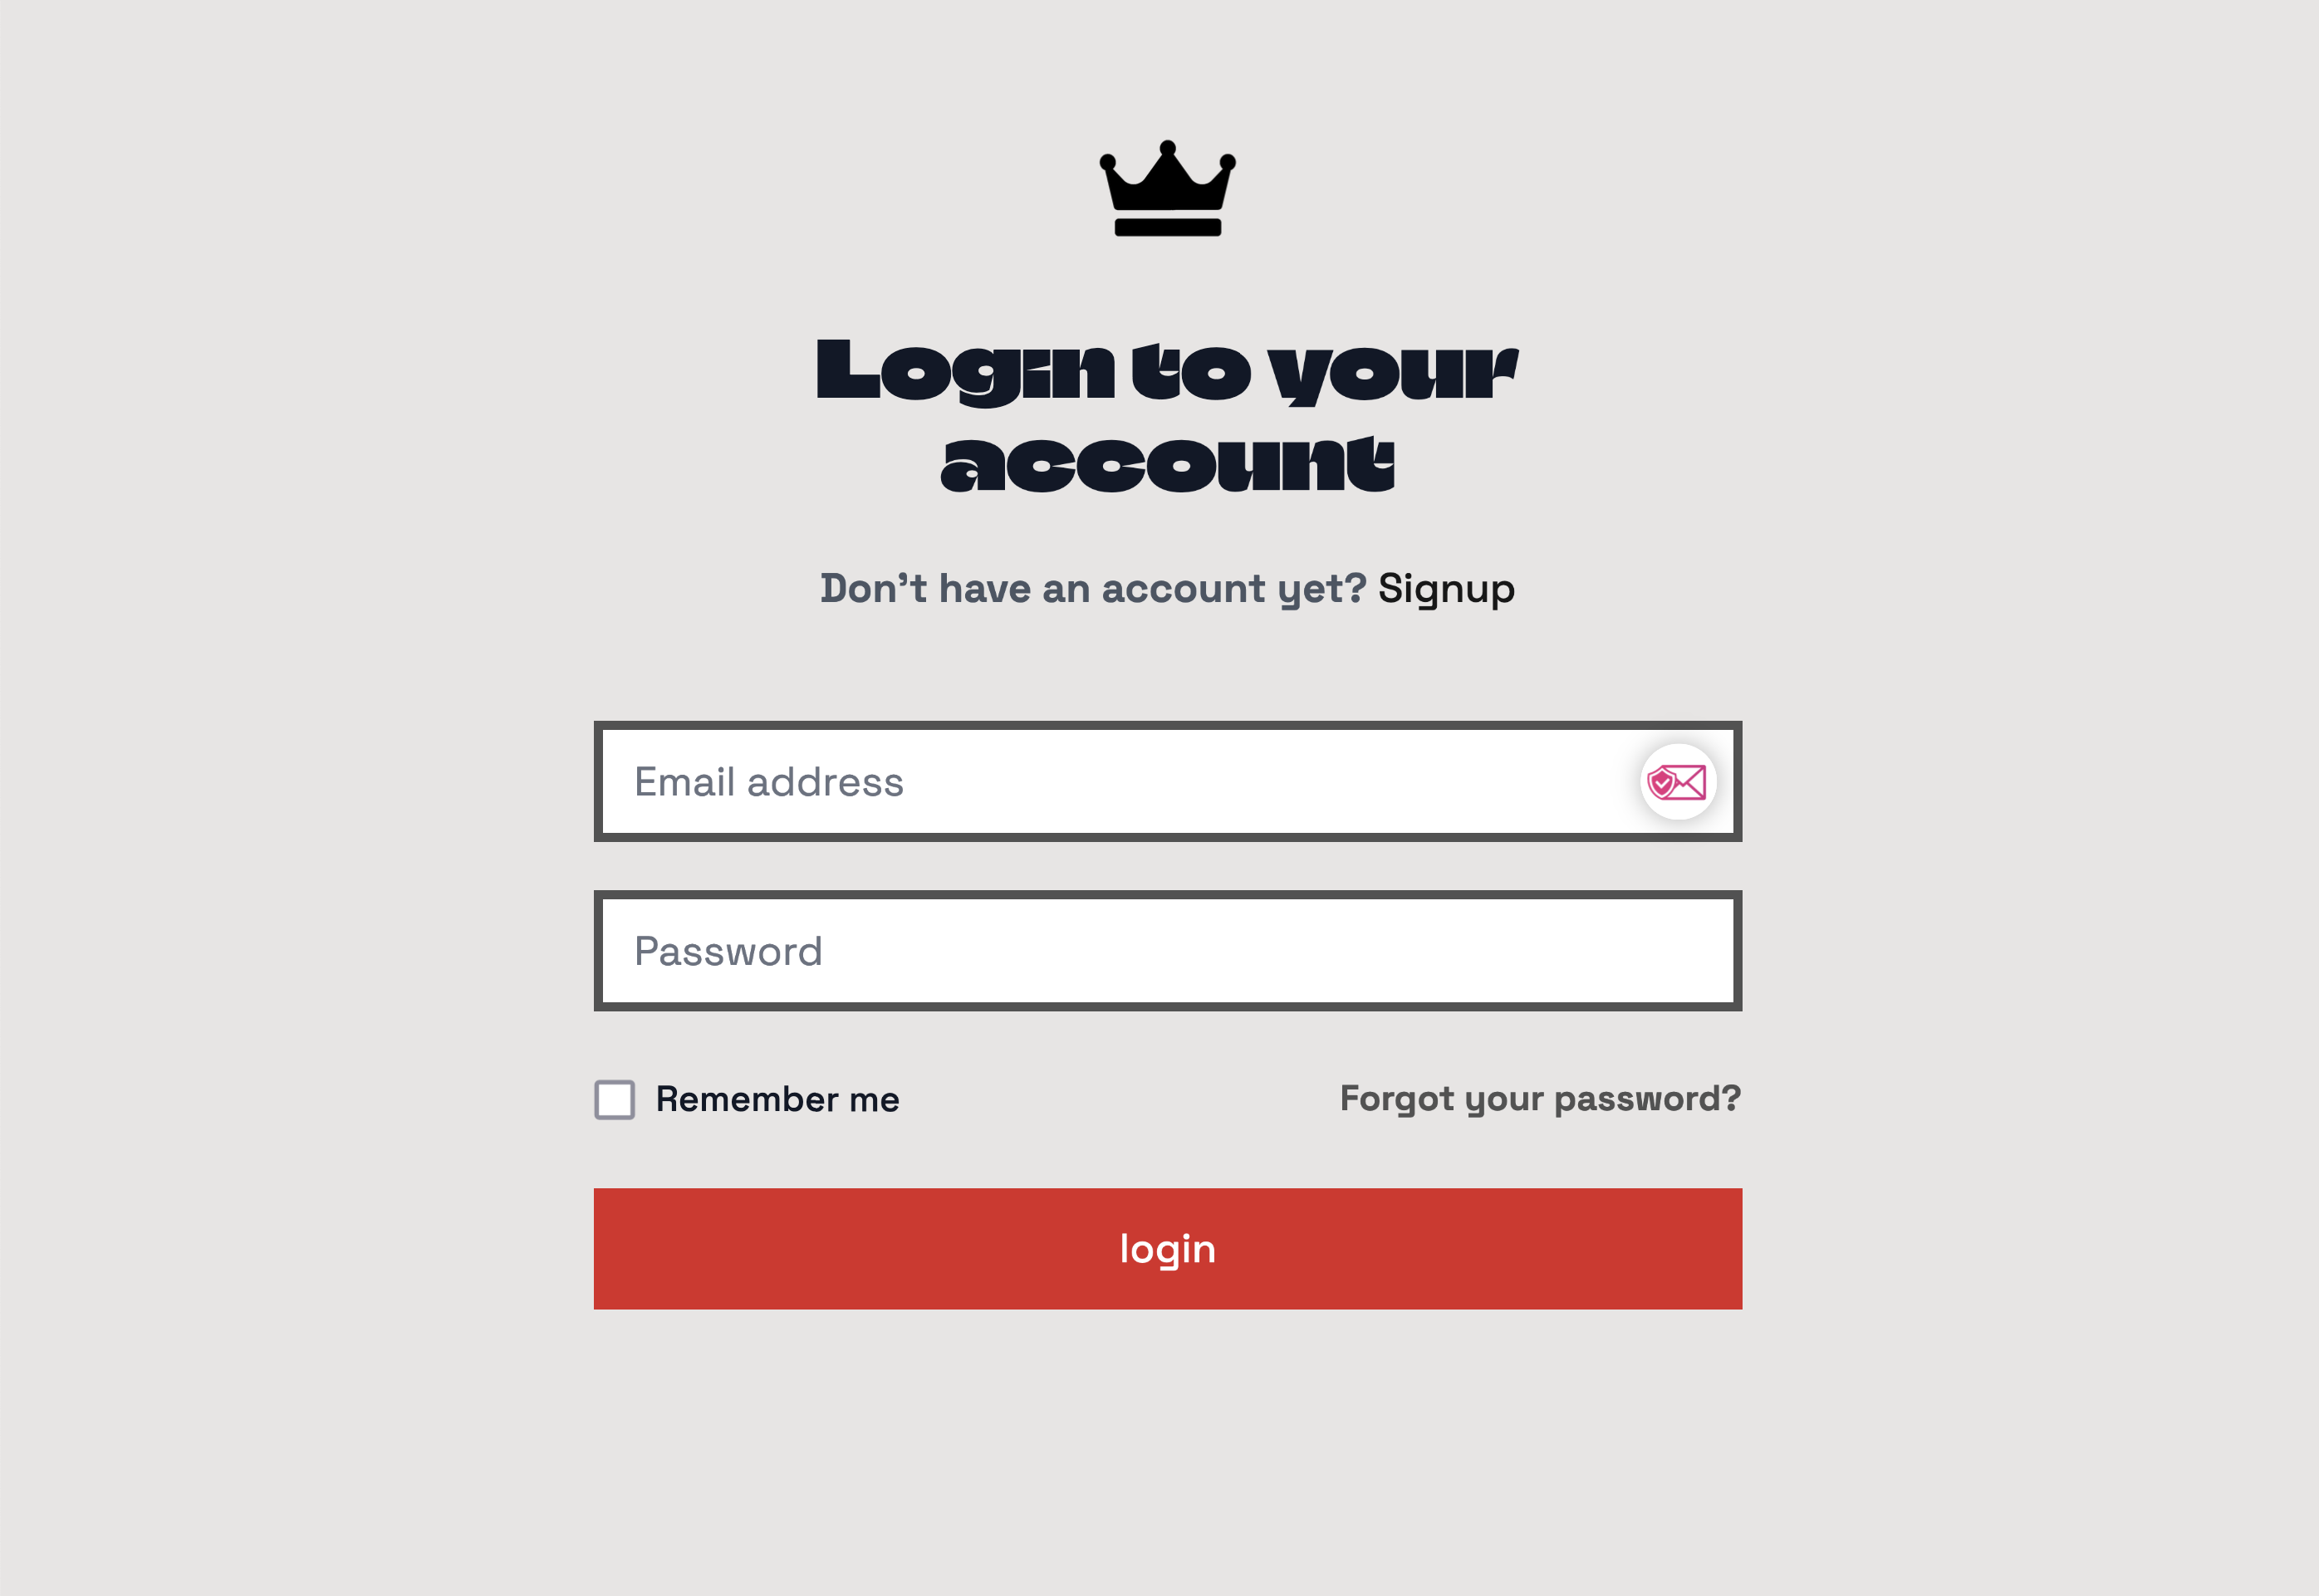 Login to your
account
Don't have an account yet? Signup
Email address
Password
Remember me
Forgot your password?
login